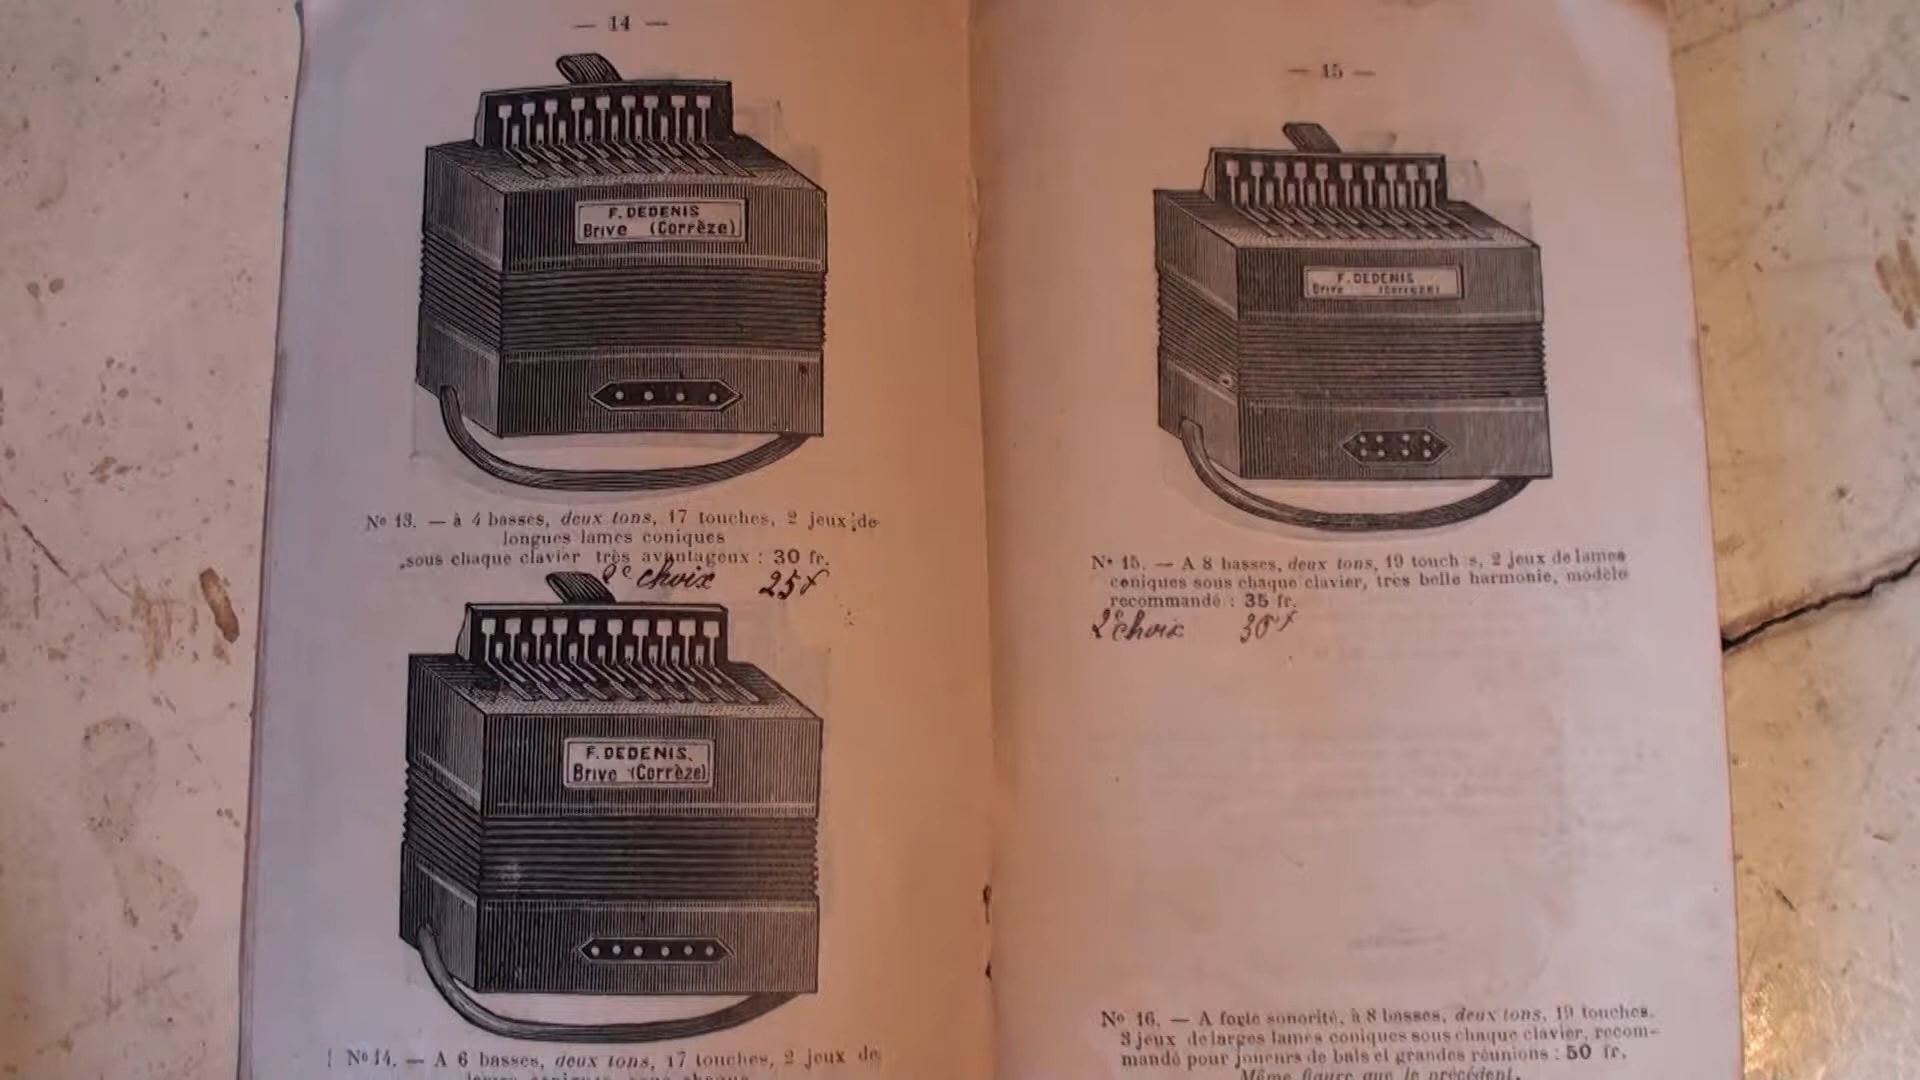 — 14 —
F. DEDENIS
Brive (Corrèze)
No 13. — à 4 basses, deux tons, 17 touches, 2 jeux de
longues lames coniques
sous chaque clavier très avantageux : 30 fr.
2e choix 25 f
F. DEDENIS,
Brive (Corrèze)
No 14. — A 6 basses, deux tons, 17 touches, 2 jeux de
— 15 —
F. DEDENIS
Brive (Corrèze)
No 15. — A 8 basses, deux tons, 19 touch s, 2 jeux de lames
coniques sous chaque clavier, très belle harmonie, modèle
recommandé : 35 fr.
2e choix 30 f
No 16. — A forte sonorité, à 8 basses, deux tons, 19 touches.
3 jeux de larges lames coniques sous chaque clavier, recom-
mandé pour joueurs de bals et grandes réunions : 50 fr.
Même figure que le précédent.